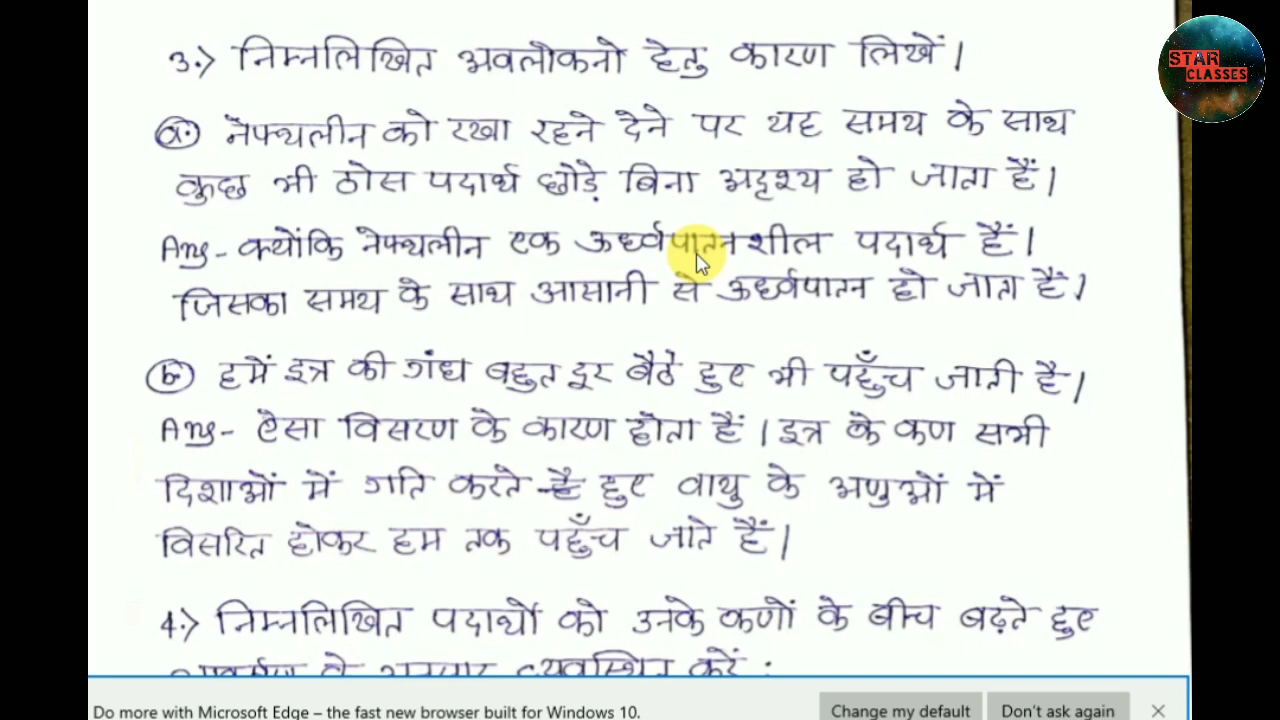 3.> निम्नलिखित अवलोकनो हेतु कारण लिखें।
STAR
CLASSES
a. नेफ्थलीन को रखा रहने देने पर यह समय के साथ
कुछ भी ठोस पदार्थ छोड़े बिना अदृश्य हो जाता हैं।
Ans - क्योंकि नेफ्थलीन एक ऊर्ध्वपातनशील पदार्थ हैं।
जिसका समय के साथ आसानी से ऊर्ध्वपातन हो जाता हैं।
b. हमें इत्र की गंध बहुत दूर बैठे हुए भी पहुँच जाती है।
Ans - ऐसा विसरण के कारण होता हैं। इत्र के कण सभी
दिशाओं में गति करते है हुए वायु के अणुओं में
विसरित होकर हम तक पहुँच जाते हैं।
4.> निम्नलिखित पदार्थो को उनके कणों के बीच बढ़ते हुए
व्यवस्थित करें :
Do more with Microsoft Edge – the fast new browser built for Windows 10.
Change my default
Don't ask again